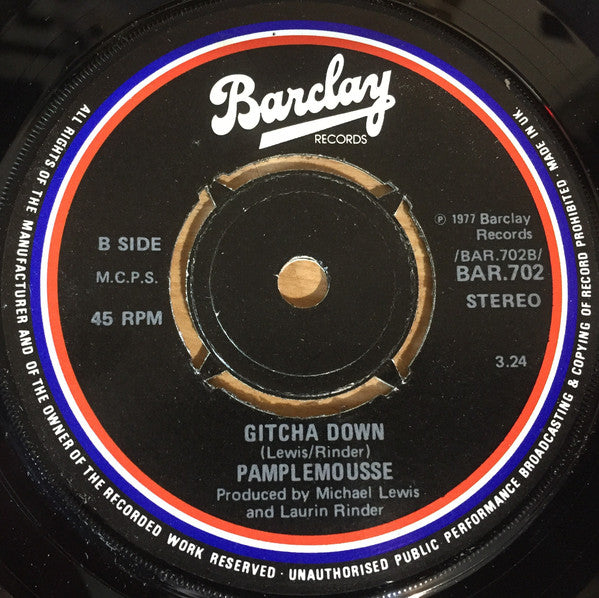 Barclay
RECORDS
B SIDE
M.C.P.S.
45 RPM
℗ 1977 Barclay
Records
/BAR.702B/
BAR.702
STEREO
3.24
GITCHA DOWN
(Lewis/Rinder)
PAMPLEMOUSSE
Produced by Michael Lewis
and Laurin Rinder
ALL RIGHTS OF THE MANUFACTURER AND OF THE OWNER OF THE RECORDED WORK RESERVED · UNAUTHORISED PUBLIC PERFORMANCE BROADCASTING & COPYING OF RECORD PROHIBITED · MADE IN UK.